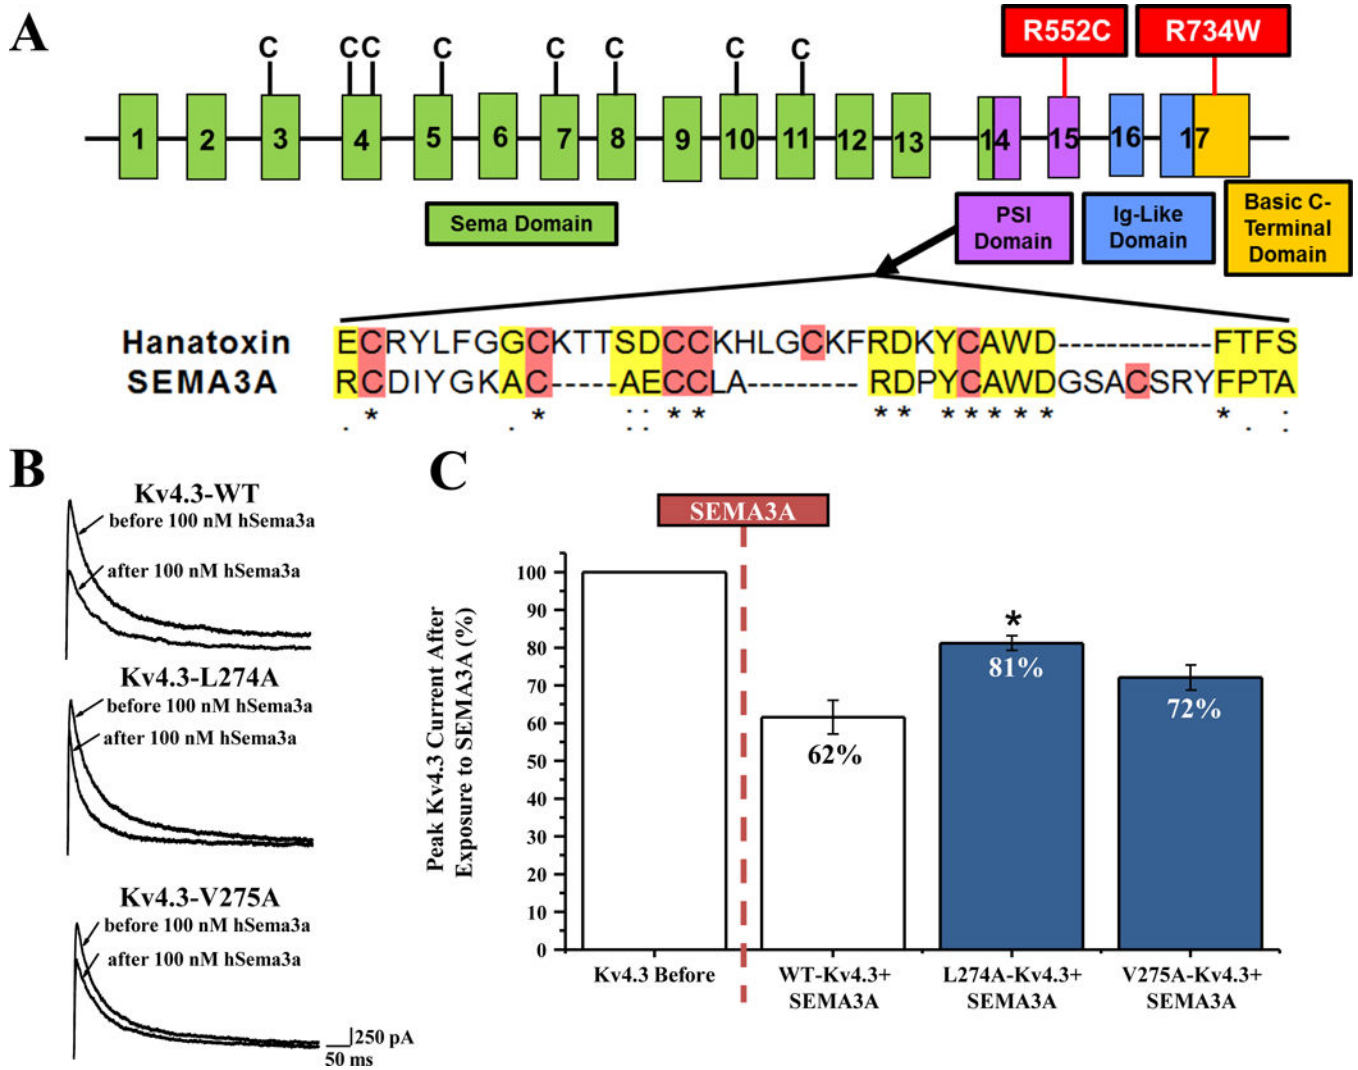 A
C C C C C C C C
R552C R734W
1 2 3 4 5 6 7 8 9 10 11 12 13 14 15 16 17
Sema Domain
PSI
Domain
Ig-Like
Domain
Basic C-
Terminal
Domain
Hanatoxin ECRYLFGGCKTTSDCCKHLGCKFRDKYCAWD-------------FTFS
SEMA3A RCDIYGKAC-----AECCLA---------RDPYCAWDGSACSRYFPTA
. * . * : : * * * * * * * * * * . :
B
Kv4.3-WT
before 100 nM hSema3a
after 100 nM hSema3a
Kv4.3-L274A
before 100 nM hSema3a
after 100 nM hSema3a
Kv4.3-V275A
before 100 nM hSema3a
after 100 nM hSema3a
250 pA
50 ms
C
SEMA3A
Peak Kv4.3 Current After
Exposure to SEMA3A (%)
100
90
80
70
60
50
40
30
20
10
0
62%
*
81%
72%
Kv4.3 Before
WT-Kv4.3+
SEMA3A
L274A-Kv4.3+
SEMA3A
V275A-Kv4.3+
SEMA3A